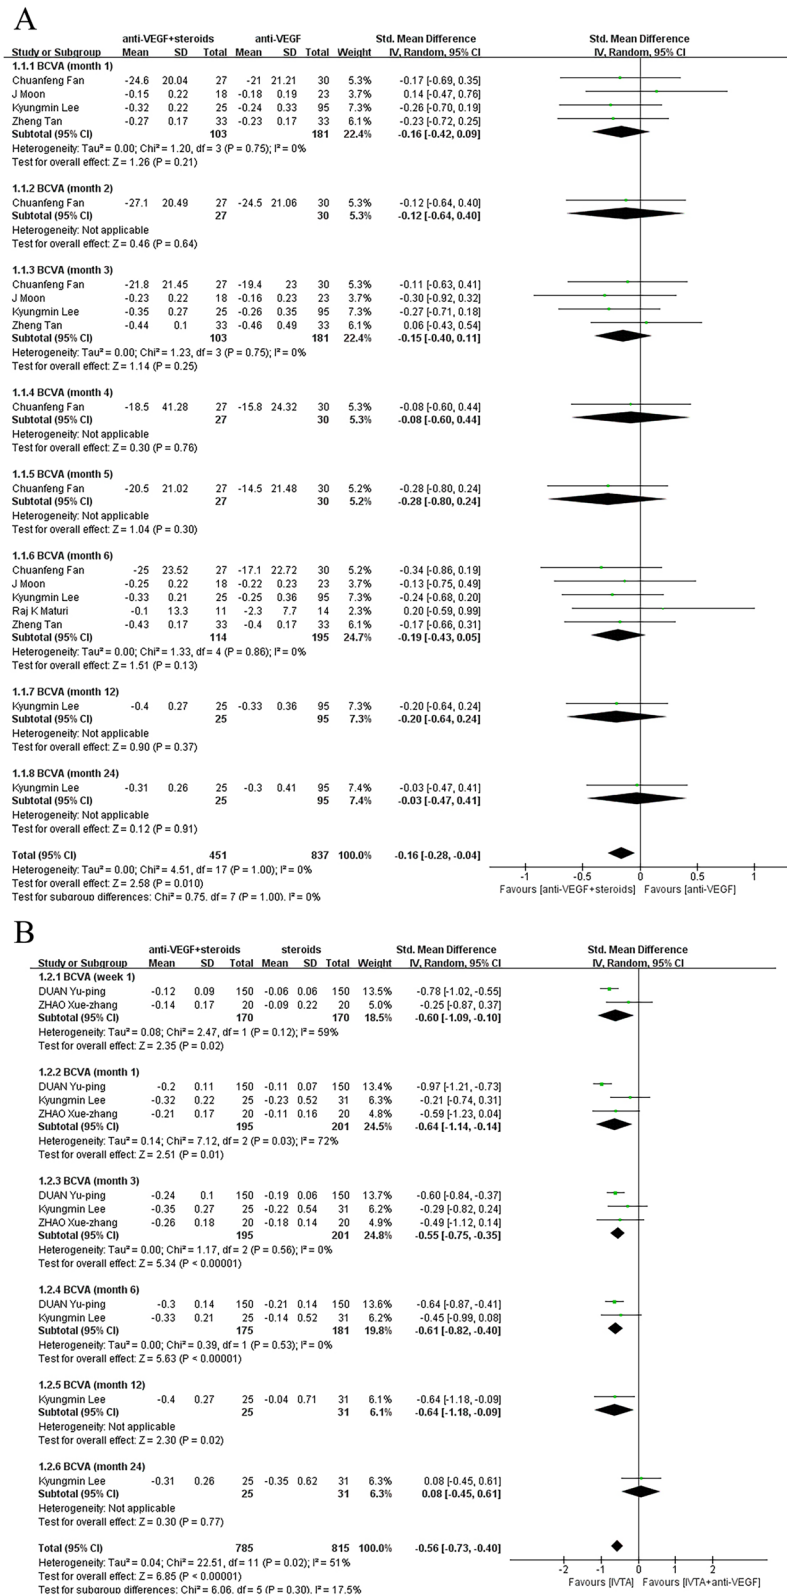 A
anti-VEGF+steroids anti-VEGF Std. Mean Difference Std. Mean Difference
Study or Subgroup Mean SD Total Mean SD Total Weight IV, Random, 95% CI IV, Random, 95% CI
1.1.1 BCVA (month 1)
Chuanfeng Fan -24.6 20.04 27 -21 21.21 30 5.3% -0.17 [-0.69, 0.35]
J Moon -0.15 0.22 18 -0.18 0.19 23 3.7% 0.14 [-0.47, 0.76]
Kyungmin Lee -0.32 0.22 25 -0.24 0.33 95 7.3% -0.26 [-0.70, 0.19]
Zheng Tan -0.27 0.17 33 -0.23 0.17 33 6.1% -0.23 [-0.72, 0.25]
Subtotal (95% CI) 103 181 22.4% -0.16 [-0.42, 0.09]
Heterogeneity: Tau² = 0.00; Chi² = 1.20, df = 3 (P = 0.75); I² = 0%
Test for overall effect: Z = 1.26 (P = 0.21)
1.1.2 BCVA (month 2)
Chuanfeng Fan -27.1 20.49 27 -24.5 21.06 30 5.3% -0.12 [-0.64, 0.40]
Subtotal (95% CI) 27 30 5.3% -0.12 [-0.64, 0.40]
Heterogeneity: Not applicable
Test for overall effect: Z = 0.46 (P = 0.64)
1.1.3 BCVA (month 3)
Chuanfeng Fan -21.8 21.45 27 -19.4 23 30 5.3% -0.11 [-0.63, 0.41]
J Moon -0.23 0.22 18 -0.16 0.23 23 3.7% -0.30 [-0.92, 0.32]
Kyungmin Lee -0.35 0.27 25 -0.26 0.35 95 7.3% -0.27 [-0.71, 0.18]
Zheng Tan -0.44 0.1 33 -0.46 0.49 33 6.2% 0.06 [-0.43, 0.54]
Subtotal (95% CI) 103 181 22.4% -0.15 [-0.40, 0.11]
Heterogeneity: Tau² = 0.00; Chi² = 1.23, df = 3 (P = 0.75); I² = 0%
Test for overall effect: Z = 1.14 (P = 0.25)
1.1.4 BCVA (month 4)
Chuanfeng Fan -18.5 41.28 27 -15.8 24.32 30 5.3% -0.08 [-0.60, 0.44]
Subtotal (95% CI) 27 30 5.3% -0.08 [-0.60, 0.44]
Heterogeneity: Not applicable
Test for overall effect: Z = 0.30 (P = 0.76)
1.1.5 BCVA (month 5)
Chuanfeng Fan -20.5 21.02 27 -14.5 21.48 30 5.2% -0.28 [-0.80, 0.24]
Subtotal (95% CI) 27 30 5.2% -0.28 [-0.80, 0.24]
Heterogeneity: Not applicable
Test for overall effect: Z = 1.04 (P = 0.30)
1.1.6 BCVA (month 6)
Chuanfeng Fan -25 23.52 27 -17.1 22.72 30 5.2% -0.34 [-0.86, 0.19]
J Moon -0.25 0.22 18 -0.22 0.23 23 3.7% -0.13 [-0.75, 0.49]
Kyungmin Lee -0.33 0.21 25 -0.25 0.36 95 7.3% -0.24 [-0.68, 0.20]
Raj K Maturi -0.1 13.3 11 -2.3 7.7 14 2.3% 0.20 [-0.59, 0.99]
Zheng Tan -0.43 0.17 33 -0.4 0.17 33 6.1% -0.17 [-0.66, 0.31]
Subtotal (95% CI) 114 195 24.7% -0.19 [-0.43, 0.05]
Heterogeneity: Tau² = 0.00; Chi² = 1.33, df = 4 (P = 0.86); I² = 0%
Test for overall effect: Z = 1.51 (P = 0.13)
1.1.7 BCVA (month 12)
Kyungmin Lee -0.4 0.27 25 -0.33 0.36 95 7.3% -0.20 [-0.64, 0.24]
Subtotal (95% CI) 25 95 7.3% -0.20 [-0.64, 0.24]
Heterogeneity: Not applicable
Test for overall effect: Z = 0.90 (P = 0.37)
1.1.8 BCVA (month 24)
Kyungmin Lee -0.31 0.26 25 -0.3 0.41 95 7.4% -0.03 [-0.47, 0.41]
Subtotal (95% CI) 25 95 7.4% -0.03 [-0.47, 0.41]
Heterogeneity: Not applicable
Test for overall effect: Z = 0.12 (P = 0.91)
Total (95% CI) 451 837 100.0% -0.16 [-0.28, -0.04]
Heterogeneity: Tau² = 0.00; Chi² = 4.51, df = 17 (P = 1.00); I² = 0%
Test for overall effect: Z = 2.58 (P = 0.010)
Test for subgroup differences: Chi² = 0.75, df = 7 (P = 1.00), I² = 0%
-1 -0.5 0 0.5 1
Favours [anti-VEGF+steroids] Favours [anti-VEGF]
B
anti-VEGF+steroids steroids Std. Mean Difference Std. Mean Difference
Study or Subgroup Mean SD Total Mean SD Total Weight IV, Random, 95% CI IV, Random, 95% CI
1.2.1 BCVA (week 1)
DUAN Yu-ping -0.12 0.09 150 -0.06 0.06 150 13.5% -0.78 [-1.02, -0.55]
ZHAO Xue-zhang -0.14 0.17 20 -0.09 0.22 20 5.0% -0.25 [-0.87, 0.37]
Subtotal (95% CI) 170 170 18.5% -0.60 [-1.09, -0.10]
Heterogeneity: Tau² = 0.08; Chi² = 2.47, df = 1 (P = 0.12); I² = 59%
Test for overall effect: Z = 2.35 (P = 0.02)
1.2.2 BCVA (month 1)
DUAN Yu-ping -0.2 0.11 150 -0.11 0.07 150 13.4% -0.97 [-1.21, -0.73]
Kyungmin Lee -0.32 0.22 25 -0.23 0.52 31 6.3% -0.21 [-0.74, 0.31]
ZHAO Xue-zhang -0.21 0.17 20 -0.11 0.16 20 4.8% -0.59 [-1.23, 0.04]
Subtotal (95% CI) 195 201 24.5% -0.64 [-1.14, -0.14]
Heterogeneity: Tau² = 0.14; Chi² = 7.12, df = 2 (P = 0.03); I² = 72%
Test for overall effect: Z = 2.51 (P = 0.01)
1.2.3 BCVA (month 3)
DUAN Yu-ping -0.24 0.1 150 -0.19 0.06 150 13.7% -0.60 [-0.84, -0.37]
Kyungmin Lee -0.35 0.27 25 -0.22 0.54 31 6.2% -0.29 [-0.82, 0.24]
ZHAO Xue-zhang -0.26 0.18 20 -0.18 0.14 20 4.9% -0.49 [-1.12, 0.14]
Subtotal (95% CI) 195 201 24.8% -0.55 [-0.75, -0.35]
Heterogeneity: Tau² = 0.00; Chi² = 1.17, df = 2 (P = 0.56); I² = 0%
Test for overall effect: Z = 5.34 (P < 0.00001)
1.2.4 BCVA (month 6)
DUAN Yu-ping -0.3 0.14 150 -0.21 0.14 150 13.6% -0.64 [-0.87, -0.41]
Kyungmin Lee -0.33 0.21 25 -0.14 0.52 31 6.2% -0.45 [-0.99, 0.08]
Subtotal (95% CI) 175 181 19.8% -0.61 [-0.82, -0.40]
Heterogeneity: Tau² = 0.00; Chi² = 0.39, df = 1 (P = 0.53); I² = 0%
Test for overall effect: Z = 5.63 (P < 0.00001)
1.2.5 BCVA (month 12)
Kyungmin Lee -0.4 0.27 25 -0.04 0.71 31 6.1% -0.64 [-1.18, -0.09]
Subtotal (95% CI) 25 31 6.1% -0.64 [-1.18, -0.09]
Heterogeneity: Not applicable
Test for overall effect: Z = 2.30 (P = 0.02)
1.2.6 BCVA (month 24)
Kyungmin Lee -0.31 0.26 25 -0.35 0.62 31 6.3% 0.08 [-0.45, 0.61]
Subtotal (95% CI) 25 31 6.3% 0.08 [-0.45, 0.61]
Heterogeneity: Not applicable
Test for overall effect: Z = 0.30 (P = 0.77)
Total (95% CI) 785 815 100.0% -0.56 [-0.73, -0.40]
Heterogeneity: Tau² = 0.04; Chi² = 22.51, df = 11 (P = 0.02); I² = 51%
Test for overall effect: Z = 6.85 (P < 0.00001)
Test for subgroup differences: Chi² = 6.06, df = 5 (P = 0.30), I² = 17.5%
-2 -1 0 1 2
Favours [IVTA] Favours [IVTA+anti-VEGF]